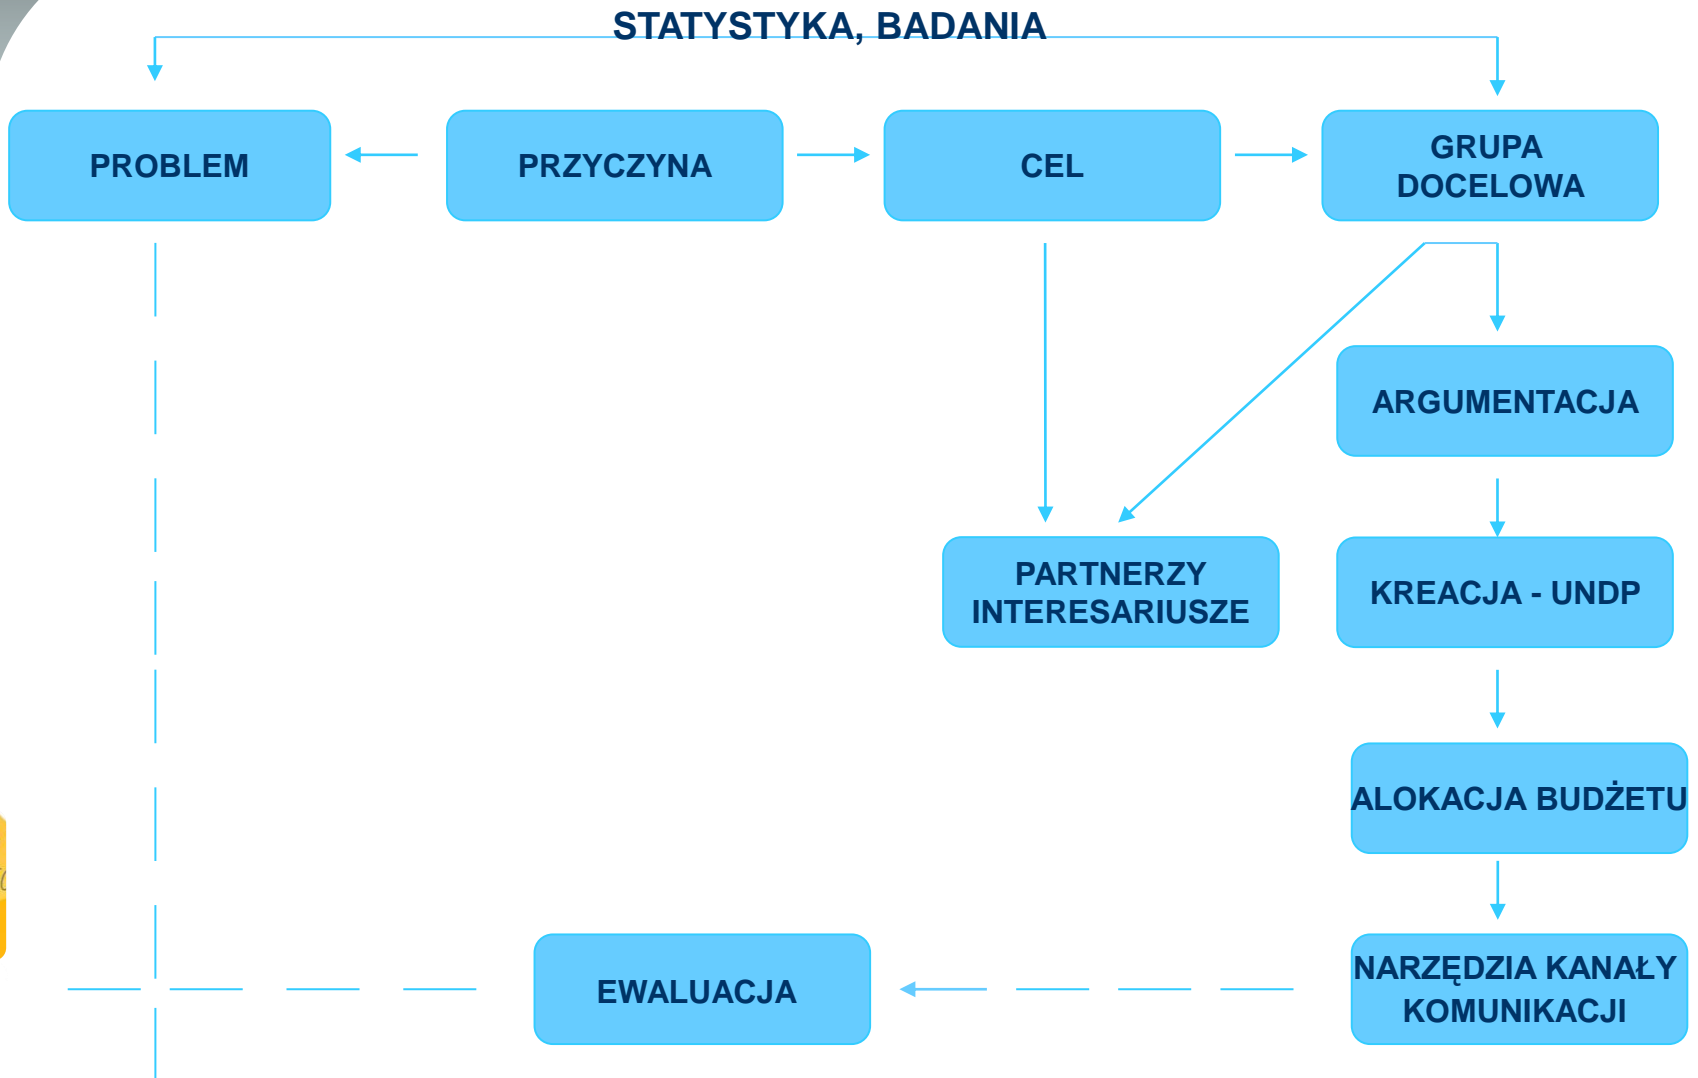 STATYSTYKA, BADANIA
PROBLEM
PRZYCZYNA
CEL
GRUPA
DOCELOWA
ARGUMENTACJA
PARTNERZY
INTERESARIUSZE
KREACJA - UNDP
ALOKACJA BUDŻETU
EWALUACJA
NARZĘDZIA KANAŁY
KOMUNIKACJI